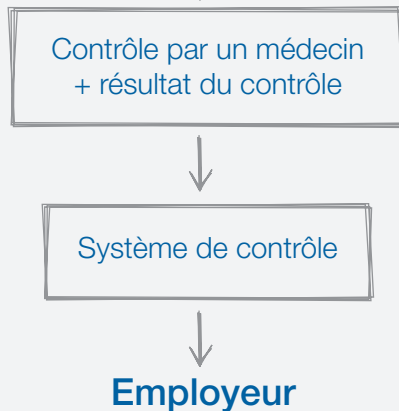 Contrôle par un médecin
+ résultat du contrôle
Système de contrôle
Employeur